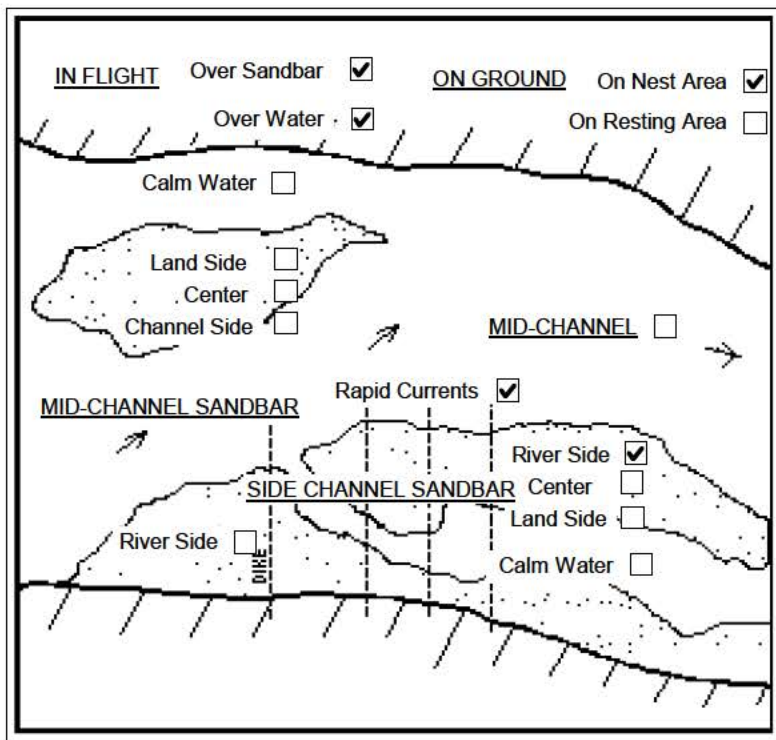 IN FLIGHT Over Sandbar ON GROUND On Nest Area
Over Water On Resting Area
Calm Water
Land Side
Center
Channel Side
MID-CHANNEL
Rapid Currents
MID-CHANNEL SANDBAR
River Side
SIDE CHANNEL SANDBAR Center
Land Side
River Side
DIKE
Calm Water